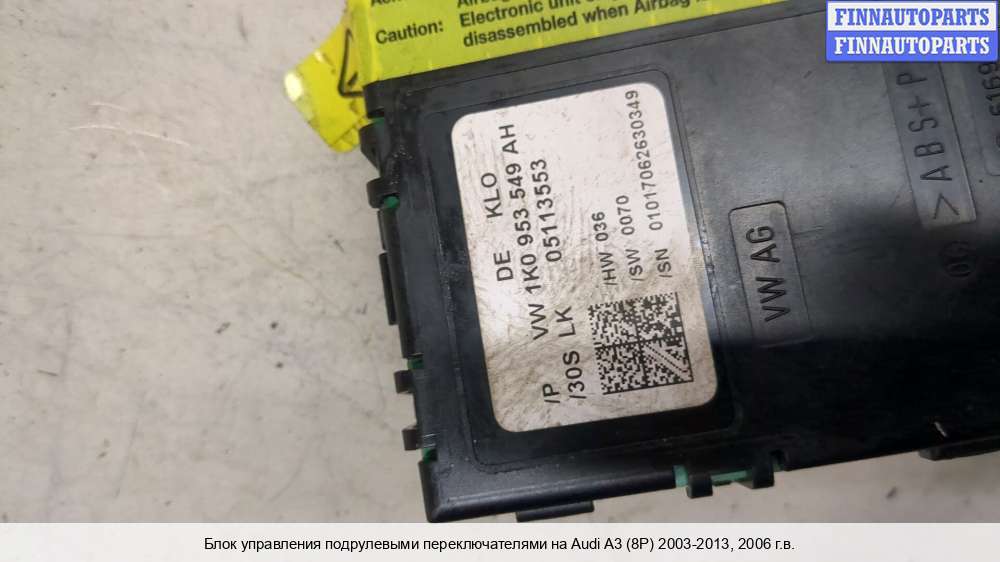 FINNAUTOPARTS
FINNAUTOPARTS
Electronic unit
Caution:
disassembled when Airbag
DE KLO
/P VW 1K0 953 549 AH
/30S LK 05113553
/HW 036
/SW 0070
/SN 01017062630349
VW AG
>ABS+P
Блок управления подрулевыми переключателями на Audi A3 (8P) 2003-2013, 2006 г.в.